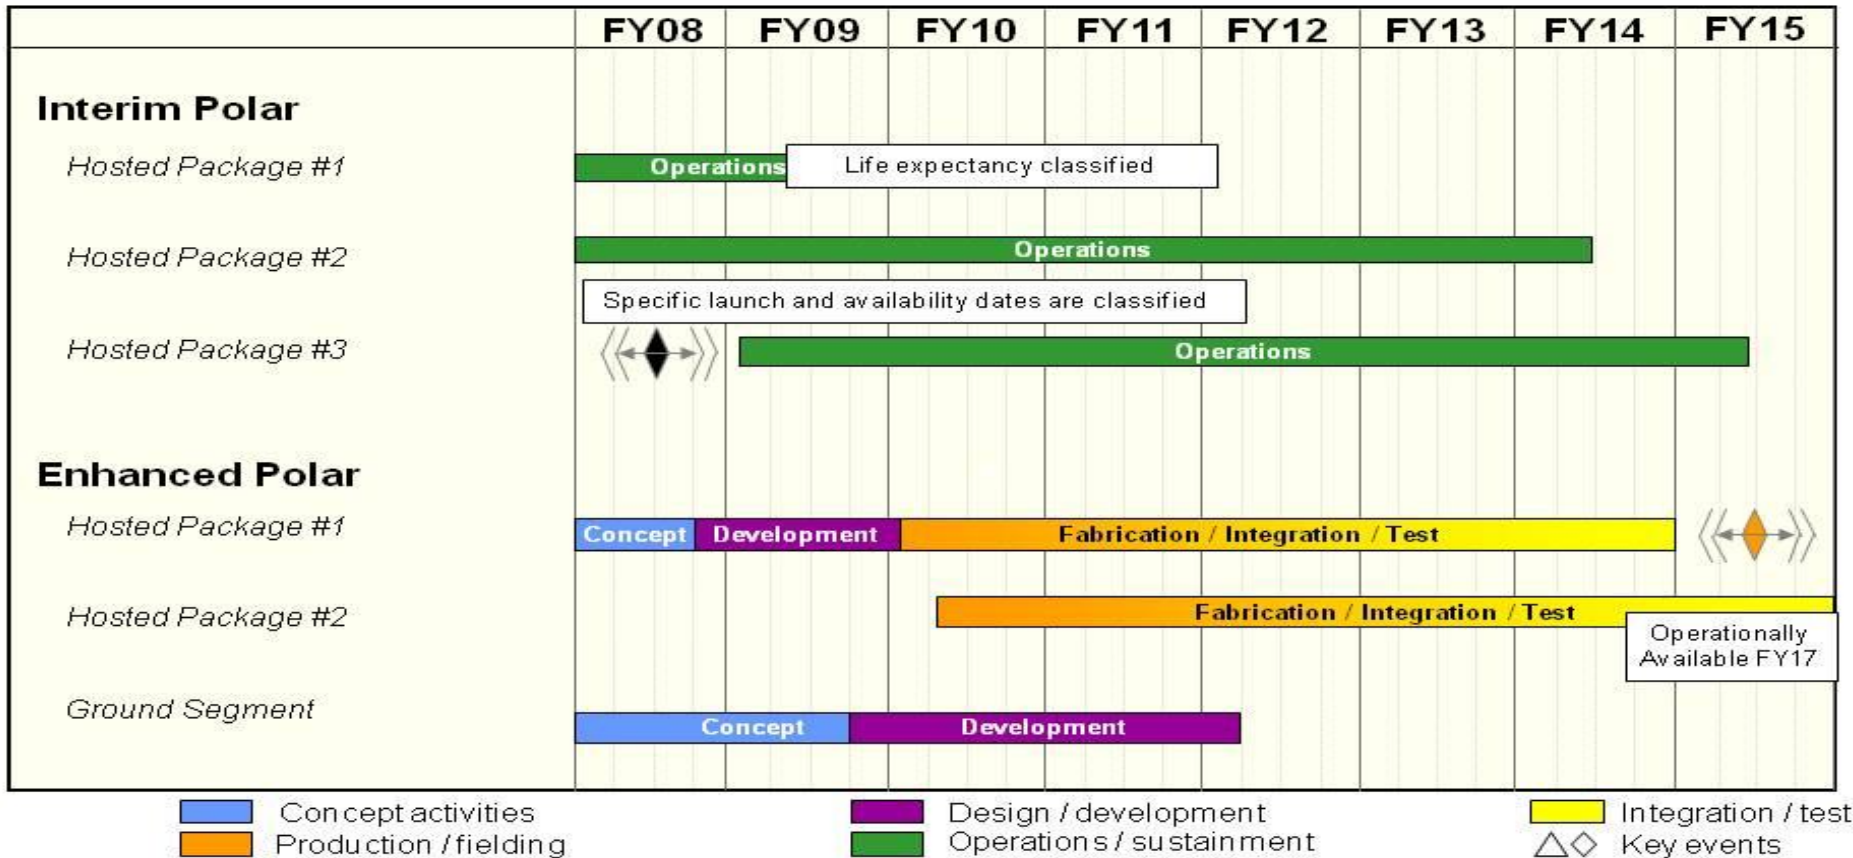 FY08 FY09 FY10 FY11 FY12 FY13 FY14 FY15
Interim Polar
Hosted Package #1
Operations
Life expectancy classified
Hosted Package #2
Operations
Specific launch and availability dates are classified
Hosted Package #3
Operations
Enhanced Polar
Hosted Package #1
Concept
Development
Fabrication / Integration / Test
Hosted Package #2
Fabrication / Integration / Test
Operationally
Available FY17
Ground Segment
Concept
Development
Concept activities
Design / development
Integration / test
Production / fielding
Operations / sustainment
Key events